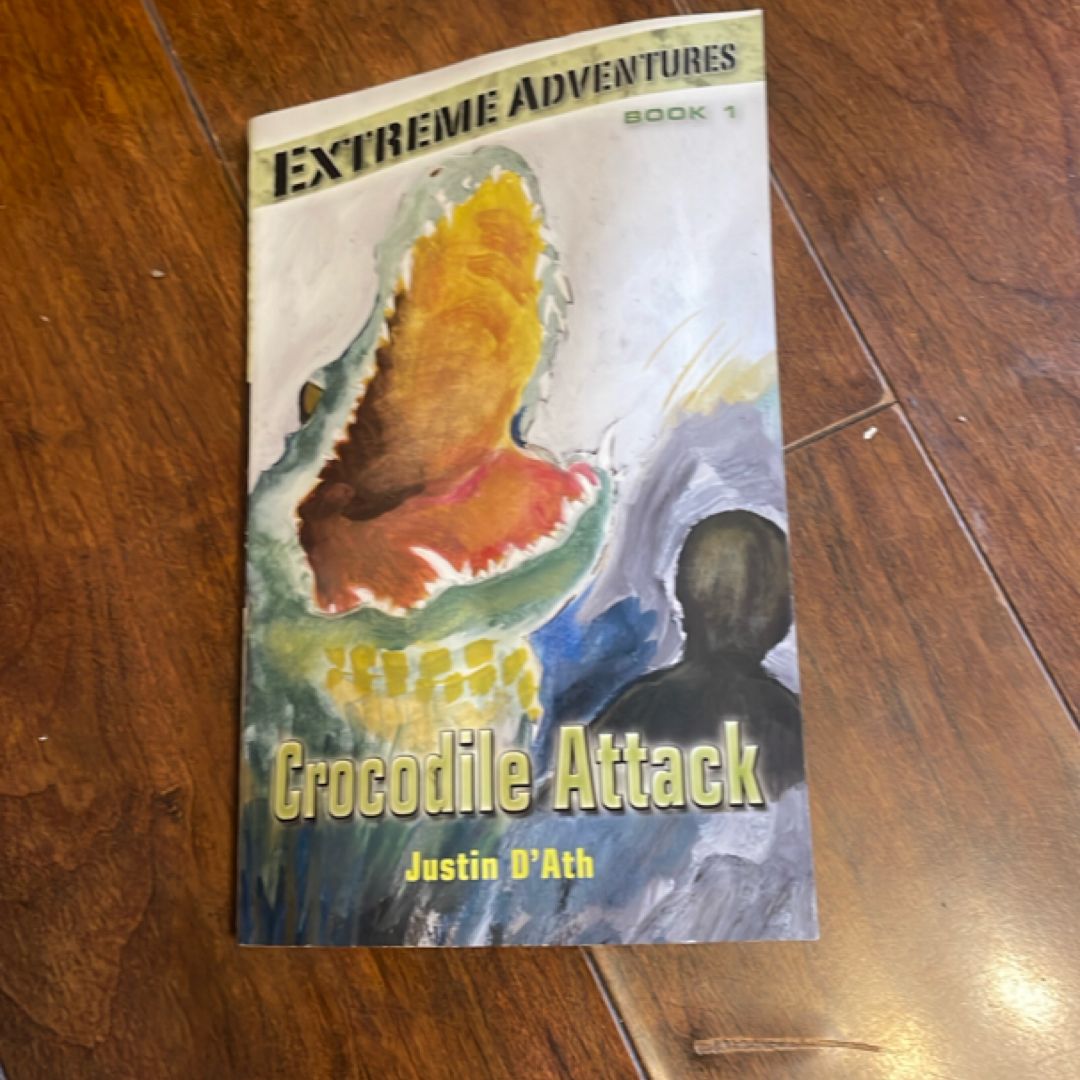 EXTREME ADVENTURES
BOOK 1
Crocodile Attack
Justin D'Ath